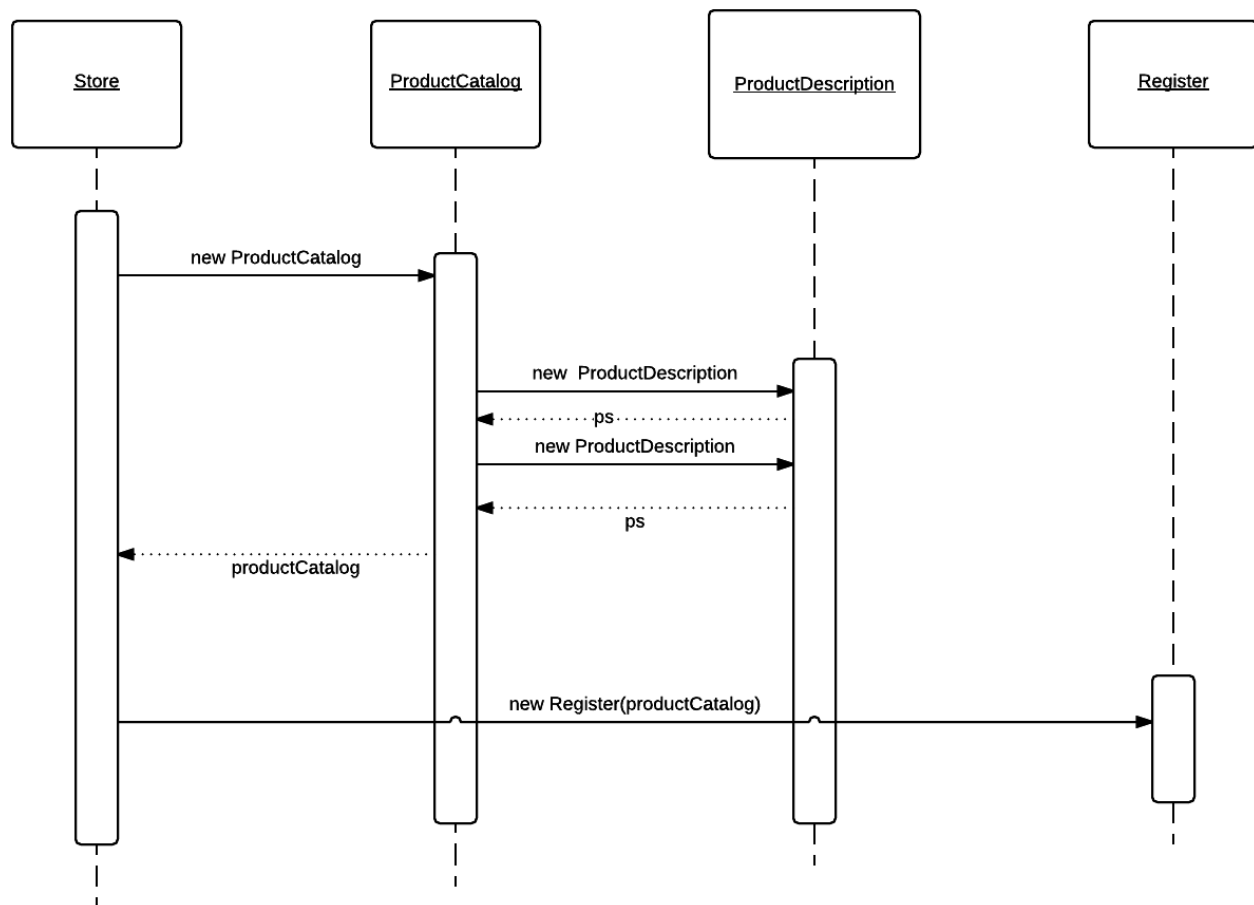 Store
ProductCatalog
ProductDescription
Register
new ProductCatalog
new  ProductDescription
ps
new ProductDescription
ps
productCatalog
new Register(productCatalog)